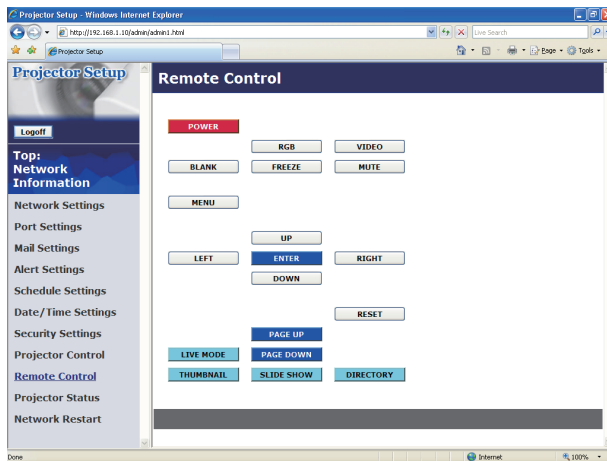 Projector Setup - Windows Internet Explorer
http://192.168.1.10/admin/admin1.html
Live Search
Projector Setup
Page
Tools
Projector Setup
Remote Control
Logoff
Top:
Network
Information
Network Settings
Port Settings
Mail Settings
Alert Settings
Schedule Settings
Date/Time Settings
Security Settings
Projector Control
Remote Control
Projector Status
Network Restart
POWER
RGB VIDEO
BLANK FREEZE MUTE
MENU
UP
LEFT ENTER RIGHT
DOWN
RESET
PAGE UP
LIVE MODE PAGE DOWN
THUMBNAIL SLIDE SHOW DIRECTORY
Done
Internet
100%